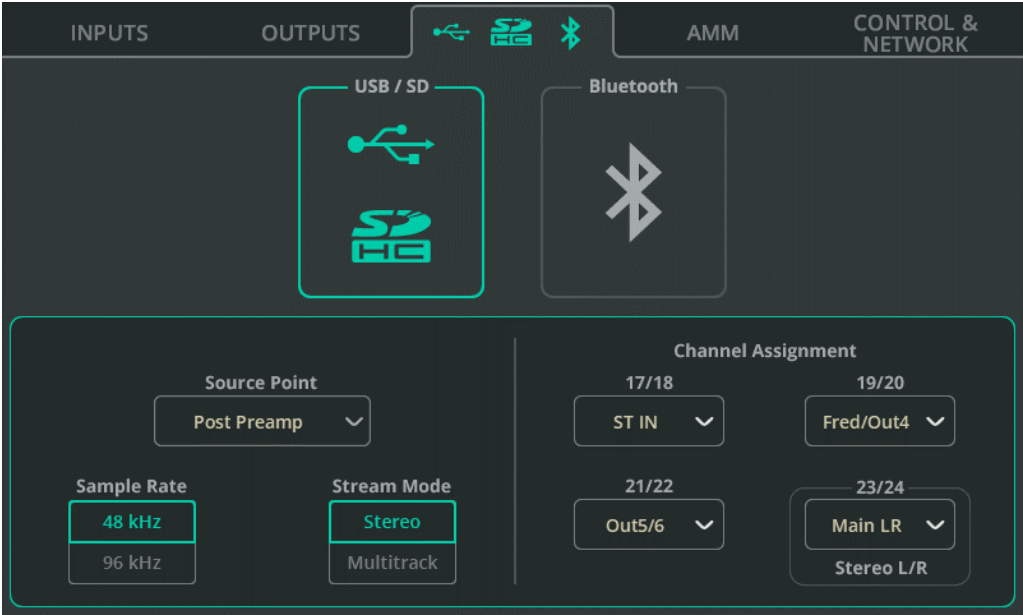 INPUTS
OUTPUTS
SD
HC
AMM
CONTROL &
NETWORK
USB / SD
SD
HC
Bluetooth
Source Point
Post Preamp
Sample Rate
48 kHz
96 kHz
Stream Mode
Stereo
Multitrack
Channel Assignment
17/18
19/20
ST IN
Fred/Out4
21/22
23/24
Out5/6
Main LR
Stereo L/R